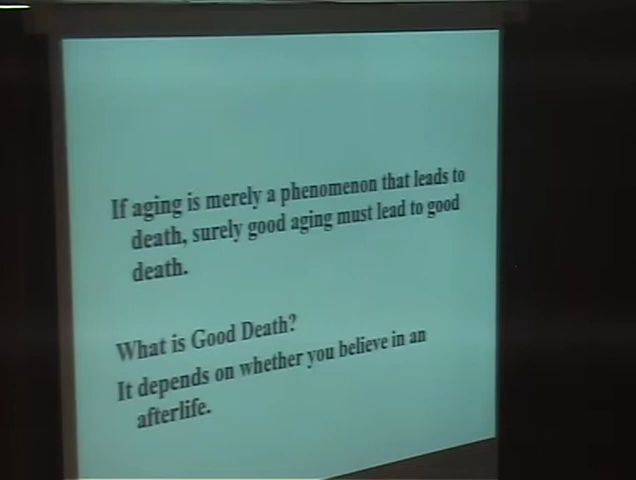 If aging is merely a phenomenon that leads to
death, surely good aging must lead to good
death.
What is Good Death?
It depends on whether you believe in an
afterlife.